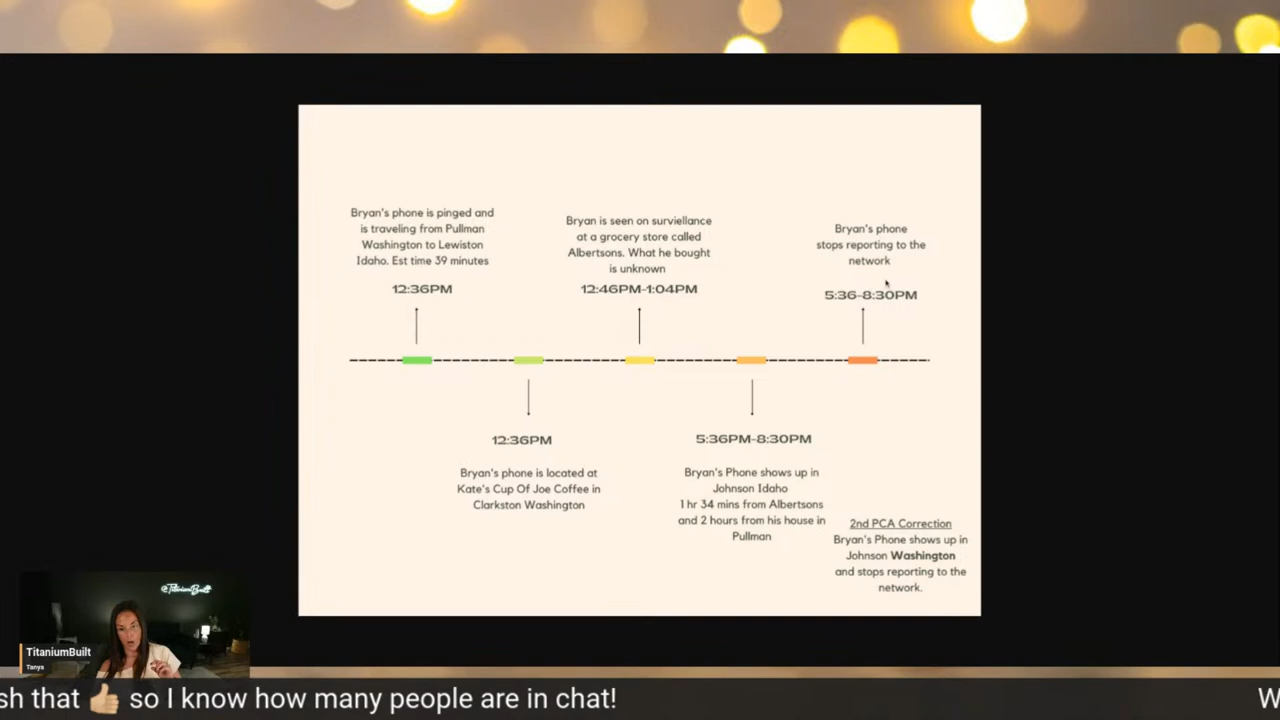 Bryan's phone is pinged and
is traveling from Pullman
Washington to Lewiston
Idaho. Est time 39 minutes
12:36PM
Bryan is seen on surviellance
at a grocery store called
Albertsons. What he bought
is unknown
12:46PM-1:04PM
Bryan's phone
stops reporting to the
network
5:36-8:30PM
12:36PM
Bryan's phone is located at
Kate's Cup Of Joe Coffee in
Clarkston Washington
5:36PM-8:30PM
Bryan's Phone shows up in
Johnson Idaho
1 hr 34 mins from Albertsons
and 2 hours from his house in
Pullman
2nd PCA Correction
Bryan's Phone shows up in
Johnson Washington
and stops reporting to the
network.
@TitaniumBuilt
TitaniumBuilt
Tanya
sh that 👍🏼 so I know how many people are in chat!
W